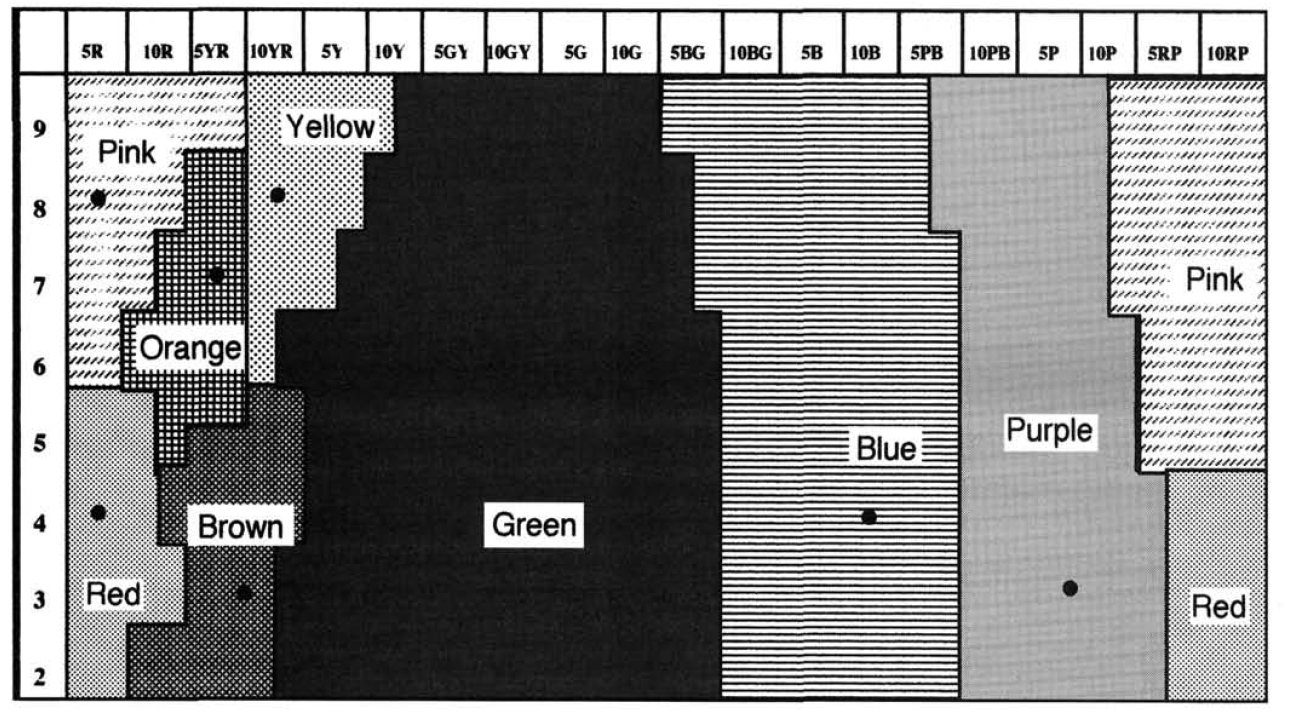 5R 10R 5YR 10YR 5Y 10Y 5GY 10GY 5G 10G 5BG 10BG 5B 10B 5PB 10PB 5P 10P 5RP 10RP
9 Yellow
Pink
8
7 Pink
6 Orange
5 Blue Purple
4 Brown Green
3 Red Red
2